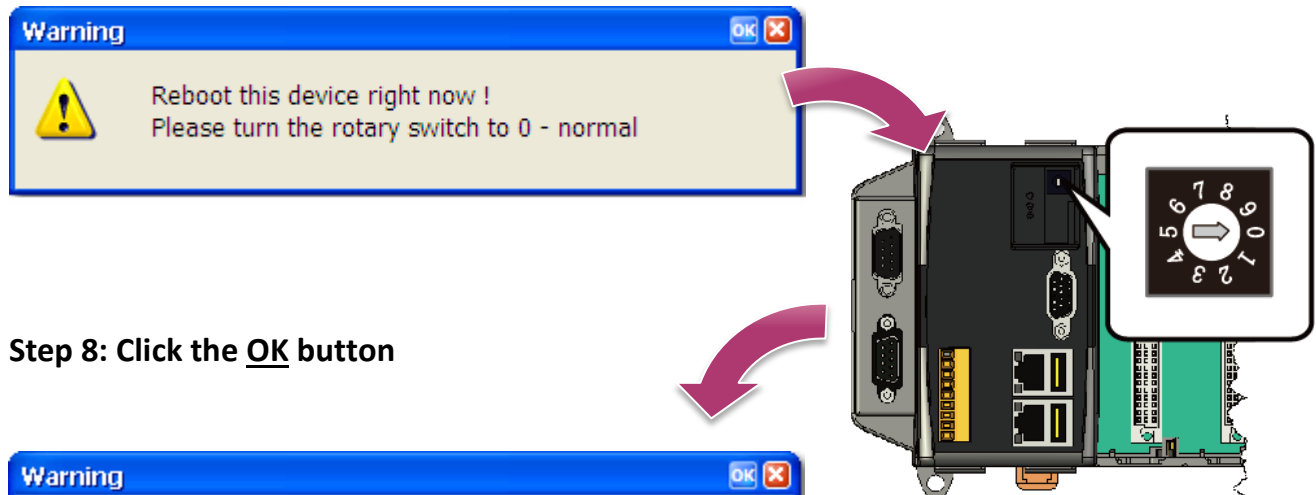 Warning
OK
Reboot this device right now !
Please turn the rotary switch to 0 - normal
0 1 2 3 4 5 6 7 8 9
Step 8: Click the OK button
Warning
OK